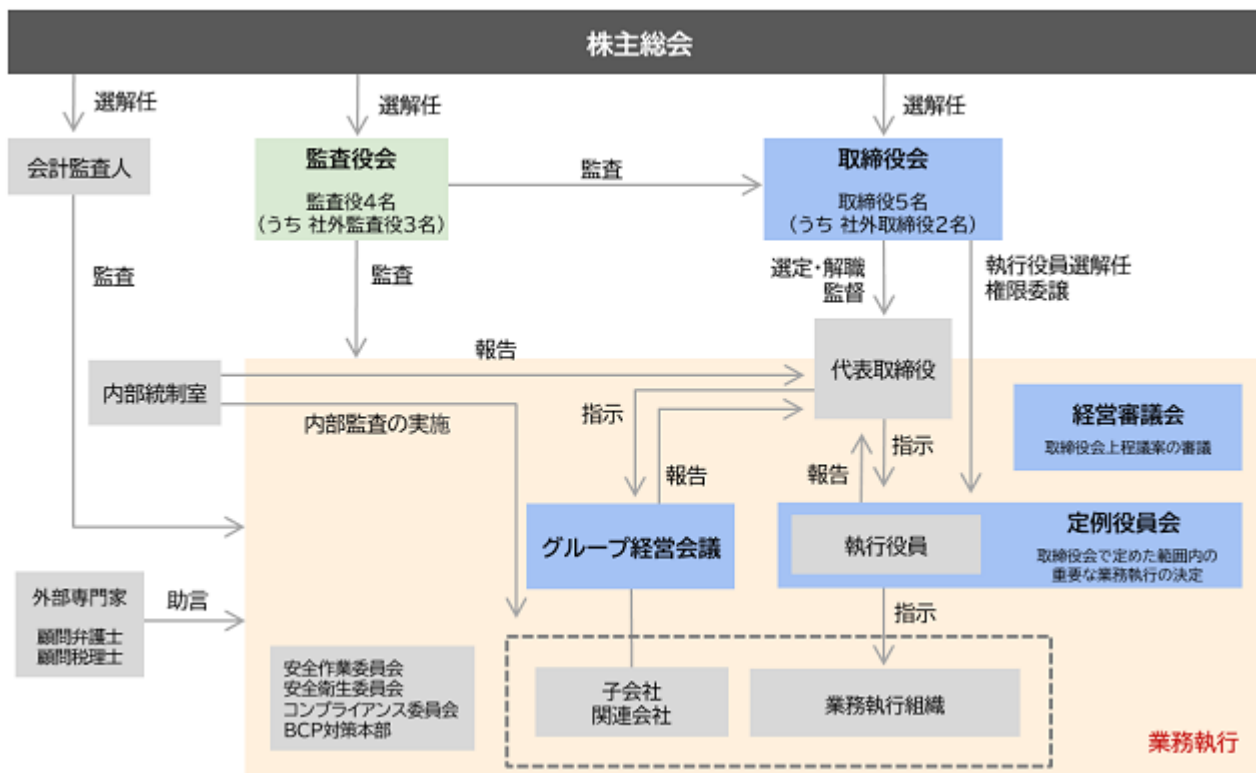 株主総会
選解任
選解任
選解任
会計監査人
監査役会
監査役4名
(うち 社外監査役3名)
監査
取締役会
取締役5名
(うち 社外取締役2名)
監査
監査
選定・解職
監督
執行役員選解任
権限委譲
内部統制室
報告
代表取締役
内部監査の実施
指示
報告
指示
報告
経営審議会
取締役会上程議案の審議
グループ経営会議
執行役員
定例役員会
取締役会で定めた範囲内の
重要な業務執行の決定
外部専門家
顧問弁護士
顧問税理士
助言
指示
安全作業委員会
安全衛生委員会
コンプライアンス委員会
BCP対策本部
子会社
関連会社
業務執行組織
業務執行